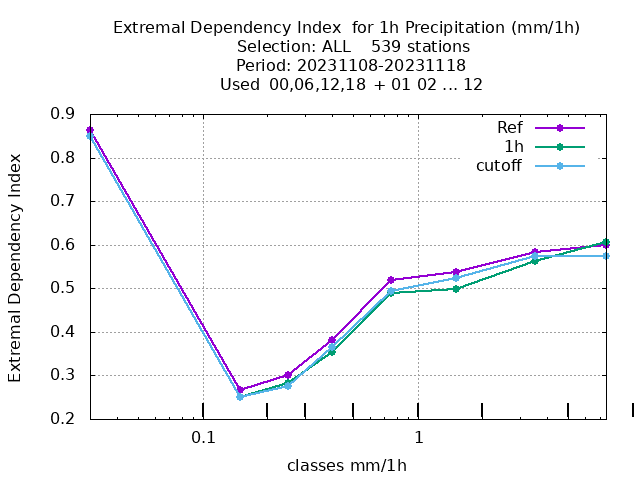 Extremal Dependency Index  for 1h Precipitation (mm/1h)
Selection: ALL    539 stations
Period: 20231108-20231118
Used  00,06,12,18  + 01 02 ... 12
Ref
1h
cutoff
0.9
0.8
0.7
0.6
0.5
0.4
0.3
0.2
Extremal Dependency Index
0.1
1
classes mm/1h